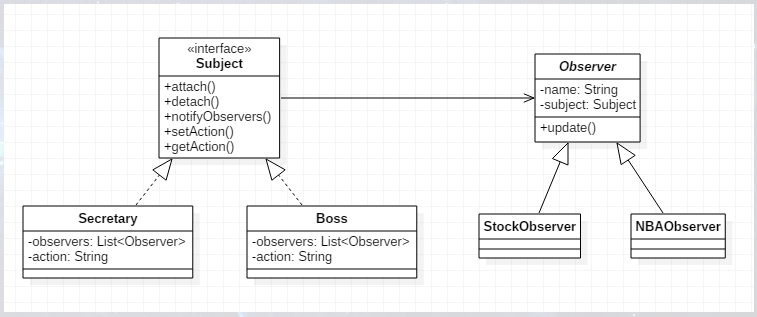 «interface»
Subject
+attach()
+detach()
+notifyObservers()
+setAction()
+getAction()
Observer
-name: String
-subject: Subject
+update()
Secretary
-observers: List<Observer>
-action: String
Boss
-observers: List<Observer>
-action: String
StockObserver
NBAObserver